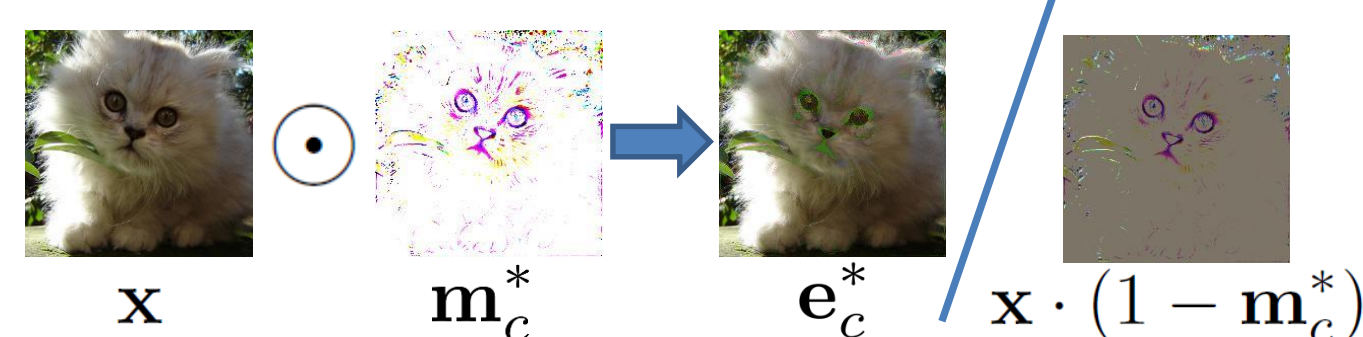 ⊙
x
m*_c
e*_c
x · (1 − m*_c)